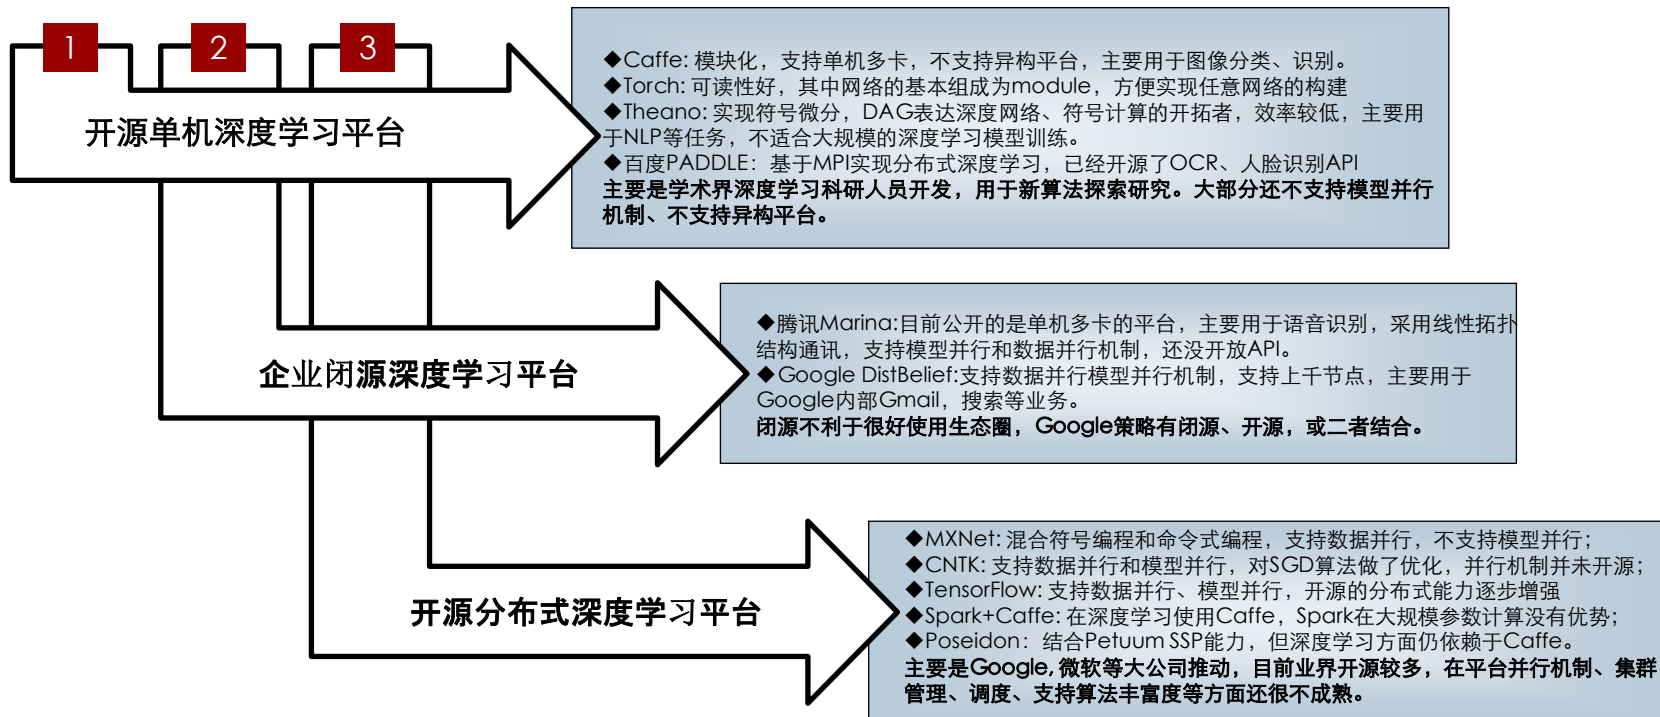 1
2
3
开源单机深度学习平台
◆Caffe: 模块化，支持单机多卡，不支持异构平台，主要用于图像分类、识别。
◆Torch: 可读性好，其中网络的基本组成为module，方便实现任意网络的构建
◆Theano: 实现符号微分，DAG表达深度网络、符号计算的开拓者，效率较低，主要用
于NLP等任务，不适合大规模的深度学习模型训练。
◆百度PADDLE：基于MPI实现分布式深度学习，已经开源了OCR、人脸识别API
主要是学术界深度学习科研人员开发，用于新算法探索研究。大部分还不支持模型并行
机制、不支持异构平台。
企业闭源深度学习平台
◆腾讯Marina:目前公开的是单机多卡的平台，主要用于语音识别，采用线性拓扑
结构通讯，支持模型并行和数据并行机制，还没开放API。
◆Google DistBelief:支持数据并行模型并行机制，支持上千节点，主要用于
Google内部Gmail，搜索等业务。
闭源不利于很好使用生态圈，Google策略有闭源、开源，或二者结合。
开源分布式深度学习平台
◆MXNet: 混合符号编程和命令式编程，支持数据并行，不支持模型并行；
◆CNTK: 支持数据并行和模型并行，对SGD算法做了优化，并行机制并未开源；
◆TensorFlow: 支持数据并行、模型并行，开源的分布式能力逐步增强
◆Spark+Caffe: 在深度学习使用Caffe，Spark在大规模参数计算没有优势；
◆Poseidon：结合Petuum SSP能力，但深度学习方面仍依赖于Caffe。
主要是Google, 微软等大公司推动，目前业界开源较多，在平台并行机制、集群
管理、调度、支持算法丰富度等方面还很不成熟。